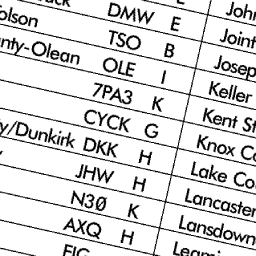 DMW E John
olson TSO B Joint
nty-Olean OLE I Josep
7PA3 K Keller
CYCK G Kent St
y/Dunkirk DKK H Knox Co
JHW H Lake Co
N30 K Lancaster
AXQ H Lansdown